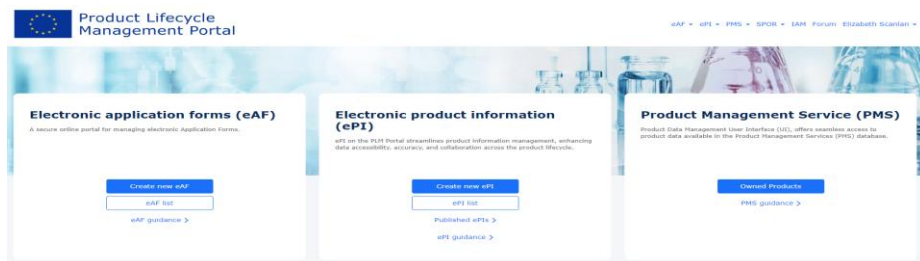 Product Lifecycle
Management Portal
eAF ePI PMS SPOR IAM Forum Elizabeth Scanlan
Electronic application forms (eAF)
A secure online portal for managing electronic Application Forms.
Create new eAF
eAF list
eAF guidance >
Electronic product information
(ePI)
ePI on the PLM Portal streamlines product information management, enhancing
data accessibility, accuracy, and collaboration across the product lifecycle.
Create new ePI
ePI list
Published ePIs >
ePI guidance >
Product Management Service (PMS)
Product Data Management User Interface (UI), offers seamless access to
product data available in the Product Management Services (PMS) database.
Owned Products
PMS guidance >